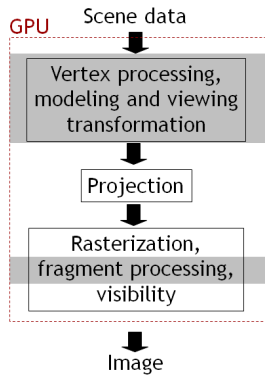 Scene data
GPU
Vertex processing,
modeling and viewing
transformation
Projection
Rasterization,
fragment processing,
visibility
Image